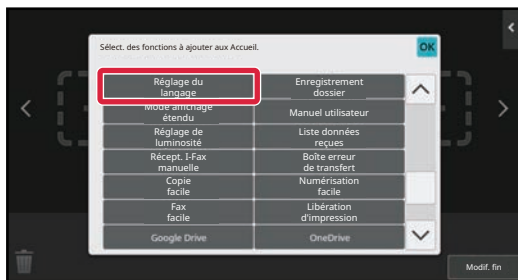 Sélect. des fonctions à ajouter aux Accueil.
OK
Réglage du
langage
Enregistrement
dossier
Mode affichage
étendu
Manuel utilisateur
Réglage de
luminosité
Liste données
reçues
Récept. I-Fax
manuelle
Boîte erreur
de transfert
Copie
facile
Numérisation
facile
Fax
facile
Libération
d'impression
Google Drive
OneDrive
Modif. fin